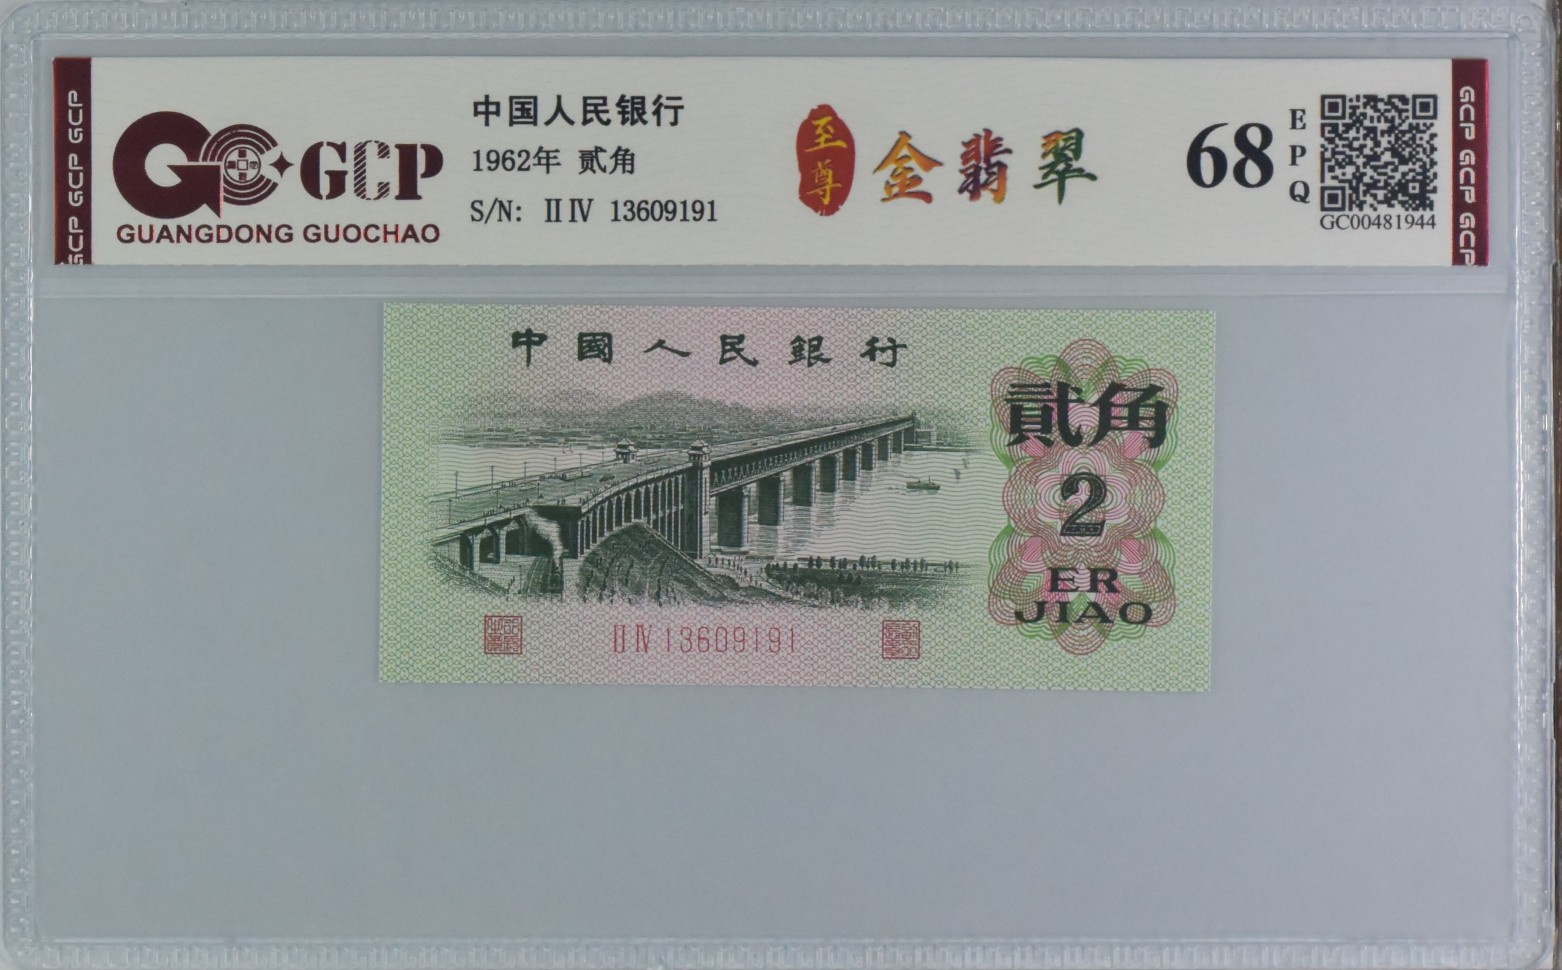 GCP GCP GCP
GCP
GUANGDONG GUOCHAO
中国人民银行
1962年 贰角
S/N: ⅡⅣ 13609191
至尊
金翡翠
68
EPQ
GC00481944
GCP GCP GCP
中國人民銀行
貳角
2
ER
JIAO
ⅡⅣ 13609191